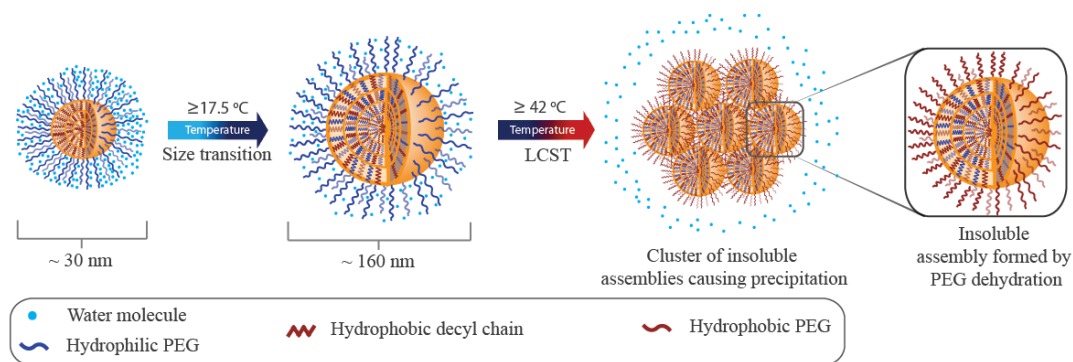 ≥17.5 ºC
Temperature
Size transition
≥ 42 ºC
Temperature
LCST
~ 30 nm
~ 160 nm
Cluster of insoluble
assemblies causing precipitation
Insoluble
assembly formed by
PEG dehydration
Water molecule
Hydrophilic PEG
Hydrophobic decyl chain
Hydrophobic PEG